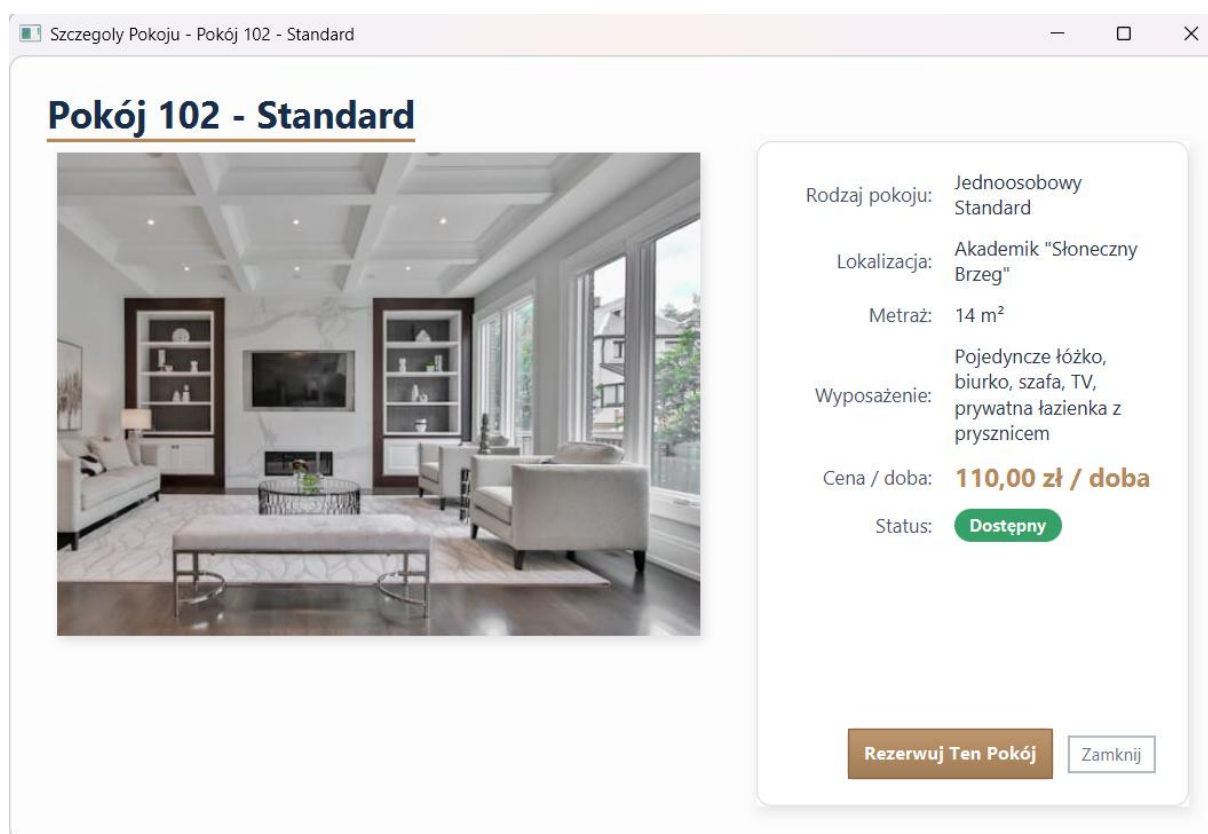 Szczegoly Pokoju - Pokój 102 - Standard
Pokój 102 - Standard
Rodzaj pokoju:
Jednoosobowy
Standard
Lokalizacja:
Akademik "Słoneczny
Brzeg"
Metraż:
14 m²
Wyposażenie:
Pojedyncze łóżko,
biurko, szafa, TV,
prywatna łazienka z
prysznicem
Cena / doba:
110,00 zł / doba
Status:
Dostępny
Rezerwuj Ten Pokój
Zamknij